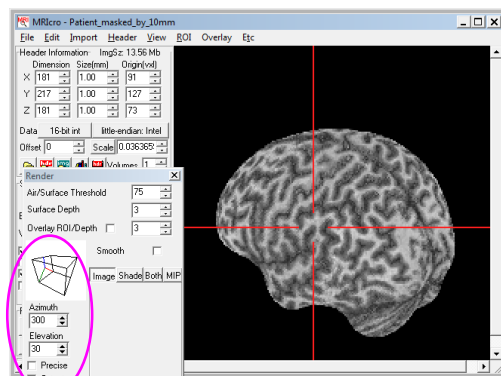 MRIcro - Patient_masked_by_10mm
File Edit Import Header View ROI Overlay Etc
Header Information ImgSz: 13.56 Mb
Dimension Size(mm) Origin(vxl)
X 181 1.00 91
Y 217 1.00 127
Z 181 1.00 73
Data 16-bit int little-endian: Intel
Offset 0 Scale 0.036365
Volumes 1
Render
Air/Surface Threshold 75
Surface Depth 3
Overlay ROI/Depth 3
Smooth
Image Shade Both MIP
Azimuth
300
Elevation
30
Precise